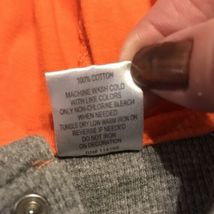 100% COTTON
MACHINE WASH COLD
WITH LIKE COLORS
ONLY NON-CHLORINE BLEACH
WHEN NEEDED
TUMBLE DRY LOW WARM IRON ON
REVERSE IF NEEDED
DO NOT IRON
ON DECORATION
RN#